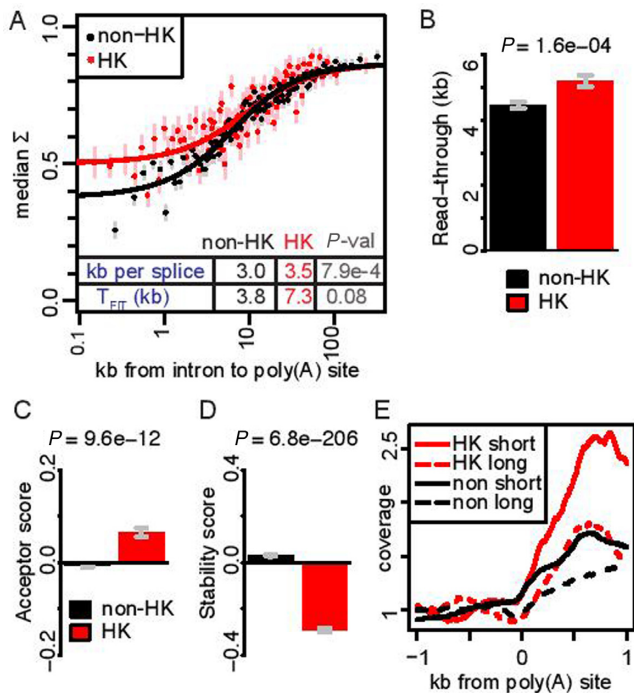 A
non−HK
HK
median Σ
1.0
0.5
0.0
non-HK HK P-val
kb per splice 3.0 3.5 7.9e-4
T_FIT (kb) 3.8 7.3 0.08
0.1 1 10 100
kb from intron to poly(A) site
B
P = 1.6e−04
Read−through (kb)
6
4
2
0
non−HK
HK
C
P = 9.6e−12
Acceptor score
0.2
0.0
−0.2
non−HK
HK
D
P = 6.8e−206
Stability score
0.4
0.0
−0.4
E
HK short
HK long
non short
non long
coverage
2.5
1
−1 0 1
kb from poly(A) site